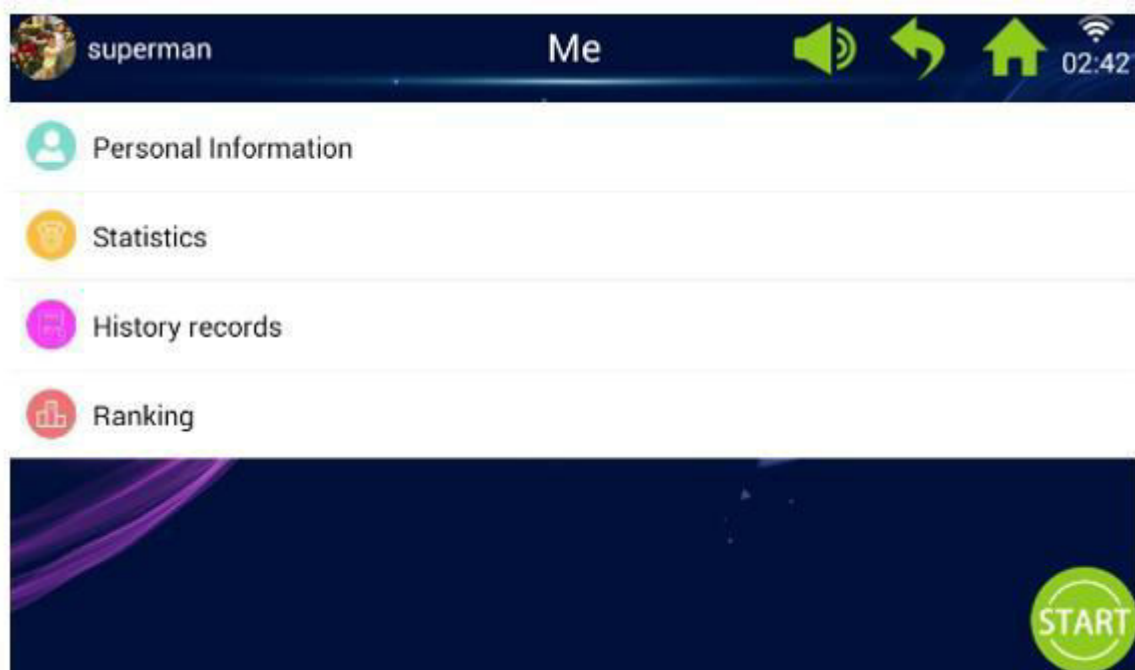 superman
Me
02:42
Personal Information
Statistics
History records
Ranking
START